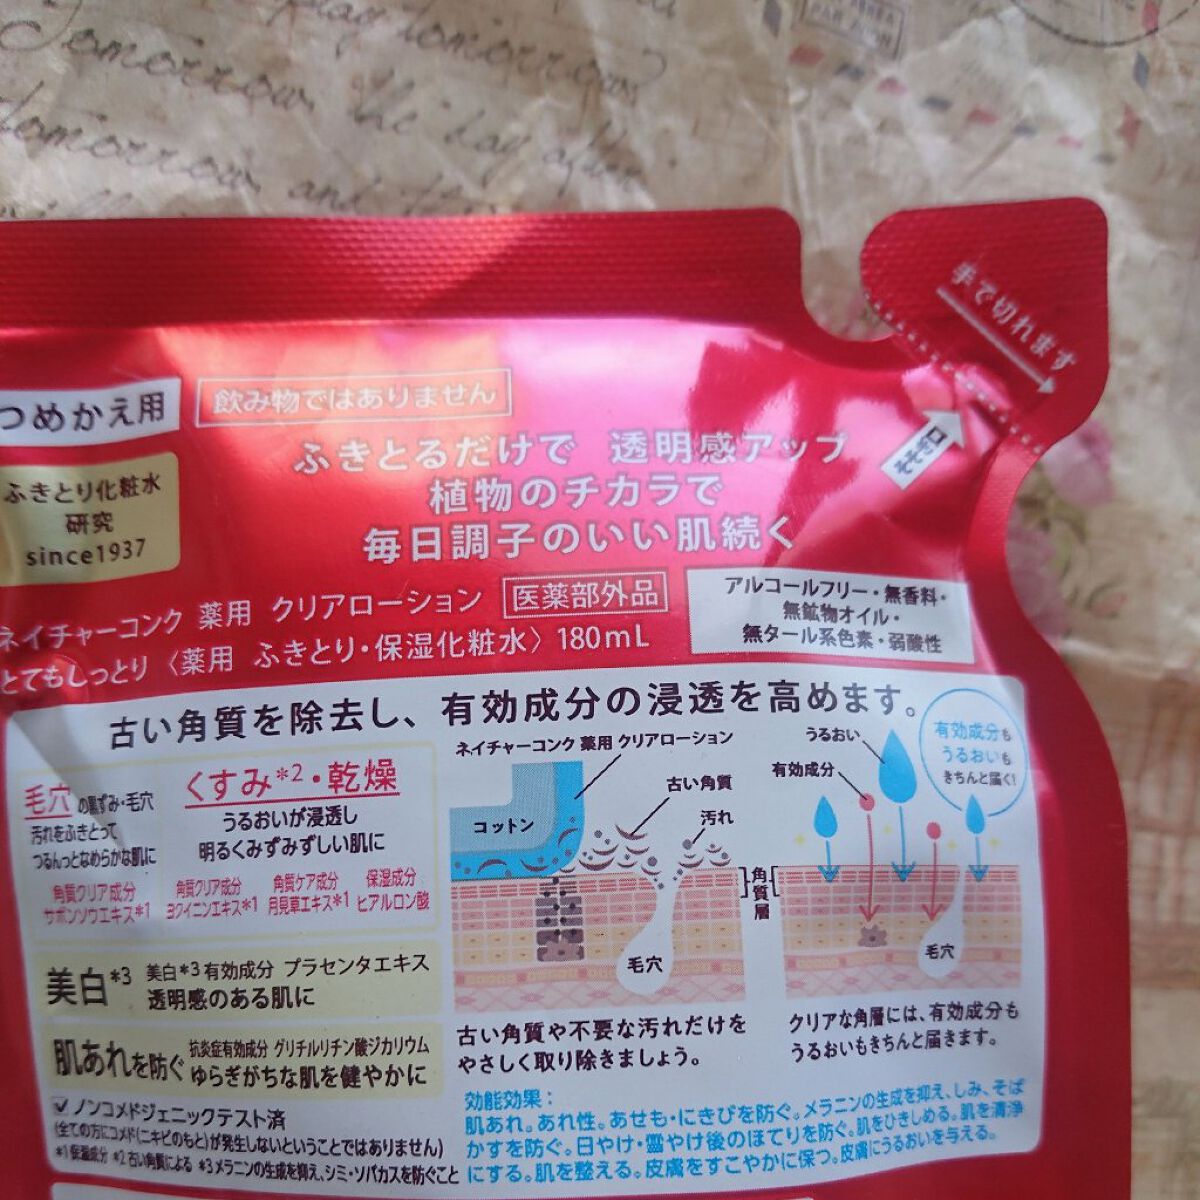 Tomorrow
tomorrow
手で切れます
そそぎ口
つめかえ用
飲み物ではありません
ふきとるだけで 透明感アップ
植物のチカラで
毎日調子のいい肌続く
ふきとり化粧水
研究
since1937
ネイチャーコンク 薬用 クリアローション 医薬部外品
とてもしっとり〈薬用 ふきとり・保湿化粧水〉180mL
アルコールフリー・無香料・
無鉱物オイル・
無タール系色素・弱酸性
古い角質を除去し、有効成分の浸透を高めます。
毛穴の黒ずみ・毛穴
汚れをふきとって
つるんっとなめらかな肌に
角質クリア成分
サボンソウエキス*1
くすみ*2・乾燥
うるおいが浸透し
明るくみずみずしい肌に
角質クリア成分
ヨクイニンエキス*1
角質ケア成分
月見草エキス*1
保湿成分
ヒアルロン酸
美白*3
美白*3有効成分 プラセンタエキス
透明感のある肌に
肌あれを防ぐ
抗炎症有効成分 グリチルリチン酸ジカリウム
ゆらぎがちな肌を健やかに
ノンコメドジェニックテスト済
(全ての方にコメド(ニキビのもと)が発生しないということではありません)
*1 保湿成分 *2 古い角質による *3 メラニンの生成を抑え、シミ・ソバカスを防ぐこと
ネイチャーコンク 薬用 クリアローション
コットン
古い角質
汚れ
毛穴
角質層
古い角質や不要な汚れだけを
やさしく取り除きましょう。
うるおい
有効成分
有効成分も
うるおいも
きちんと届く!
毛穴
クリアな角層には、有効成分も
うるおいもきちんと届きます。
効能効果：
肌あれ。あれ性。あせも・にきびを防ぐ。メラニンの生成を抑え、しみ、そば
かすを防ぐ。日やけ・雪やけ後のほてりを防ぐ。肌をひきしめる。肌を清浄
にする。肌を整える。皮膚をすこやかに保つ。皮膚にうるおいを与える。